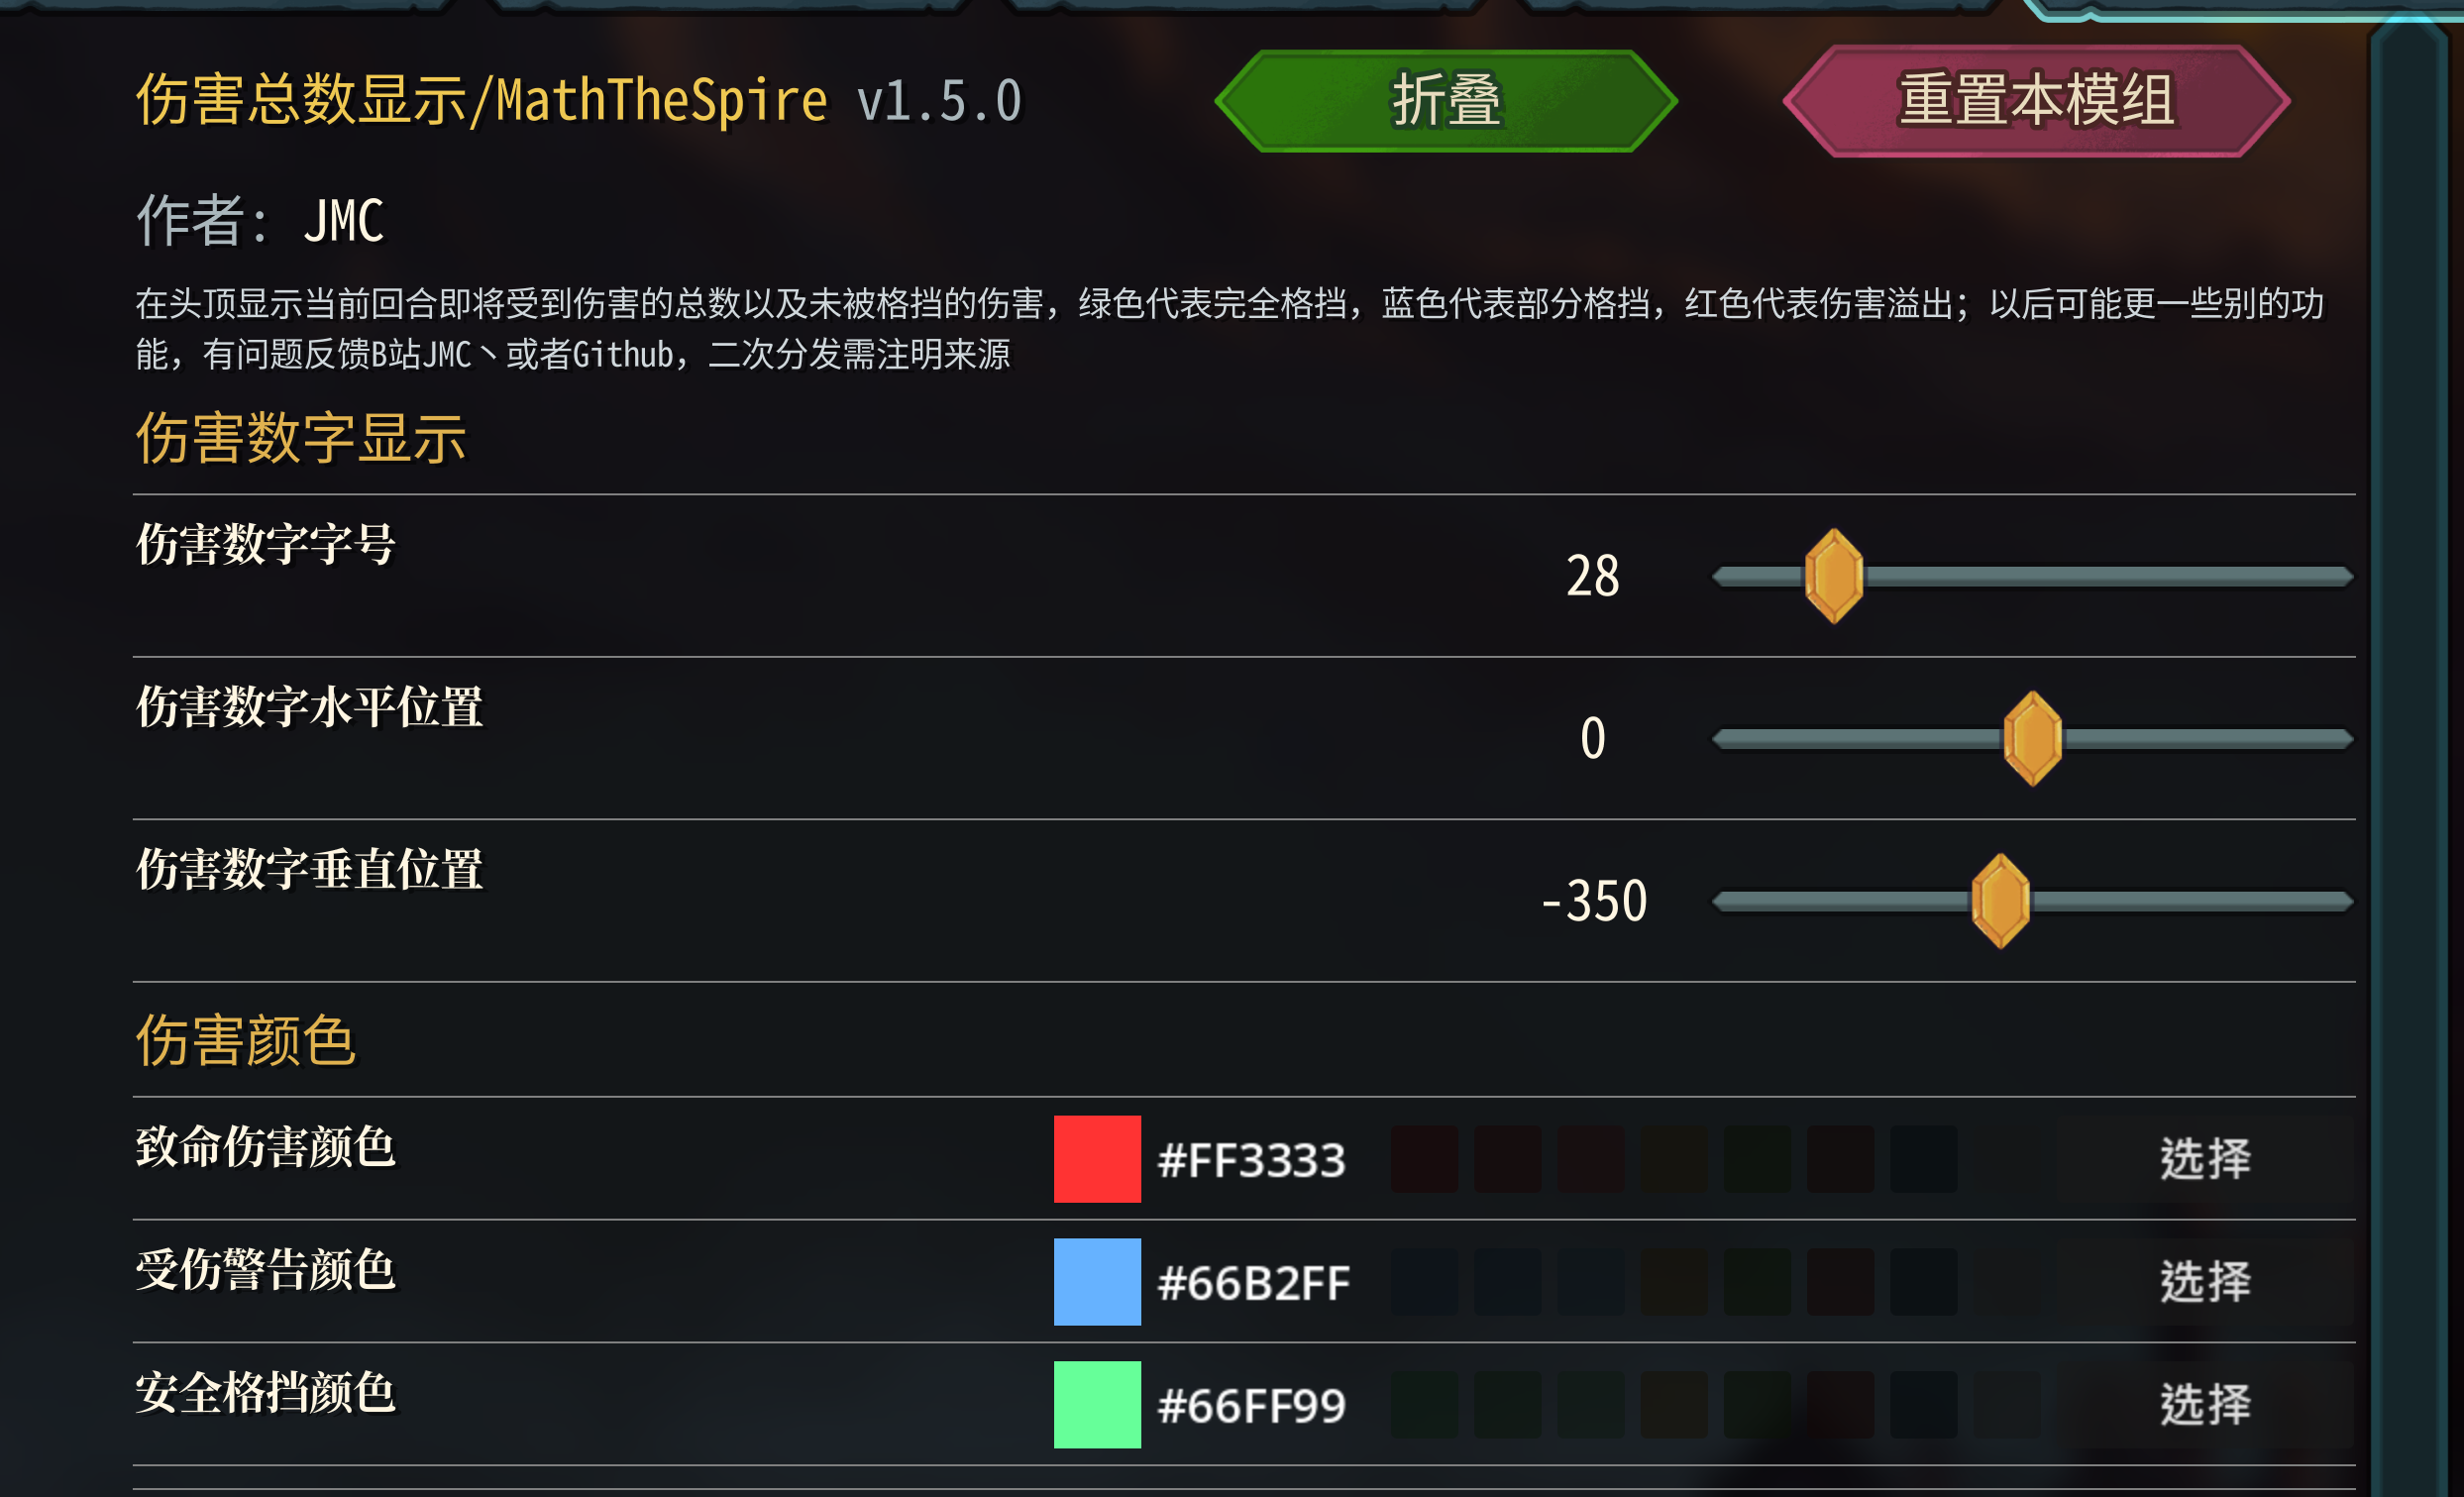 伤害总数显示/MathTheSpire v1.5.0 折叠 重置本模组
作者: JMC
在头顶显示当前回合即将受到伤害的总数以及未被格挡的伤害，绿色代表完全格挡，蓝色代表部分格挡，红色代表伤害溢出；以后可能更一些别的功
能，有问题反馈B站JMC丶或者Github，二次分发需注明来源
伤害数字显示
伤害数字字号 28
伤害数字水平位置 0
伤害数字垂直位置 -350
伤害颜色
致命伤害颜色 #FF3333 选择
受伤警告颜色 #66B2FF 选择
安全格挡颜色 #66FF99 选择